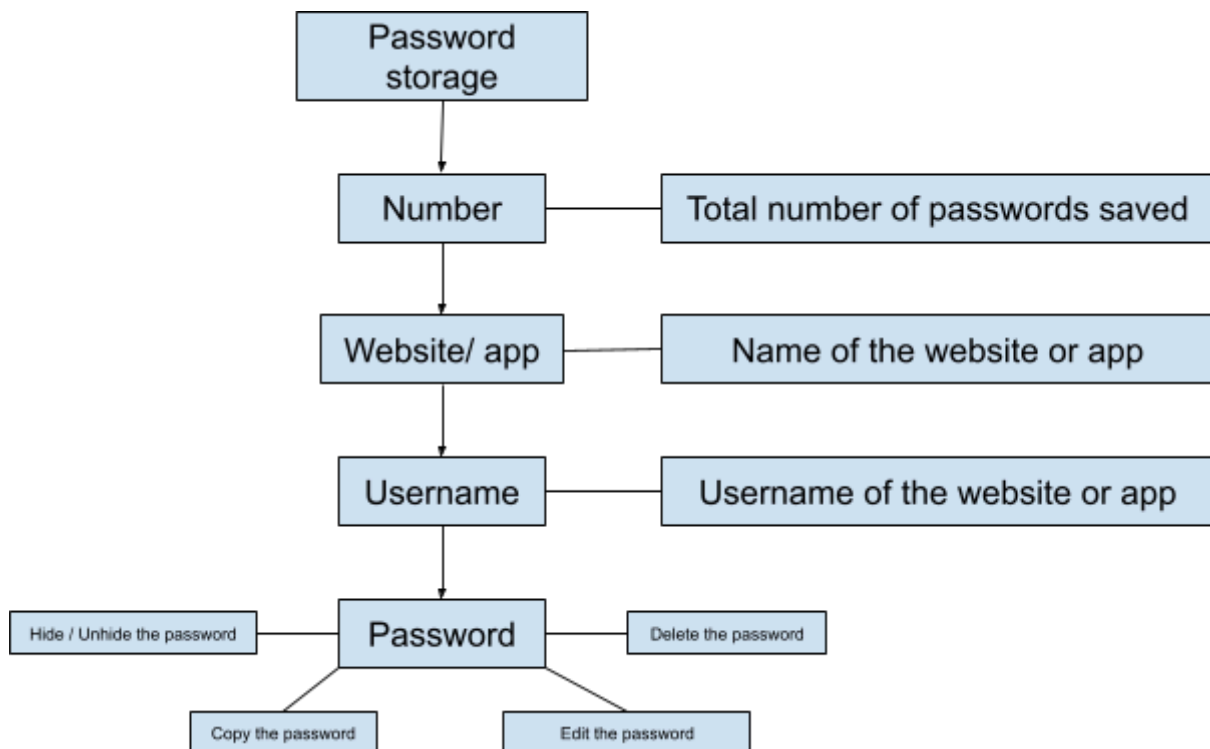 Password
storage
Number
Total number of passwords saved
Website/ app
Name of the website or app
Username
Username of the website or app
Hide / Unhide the password
Password
Delete the password
Copy the password
Edit the password